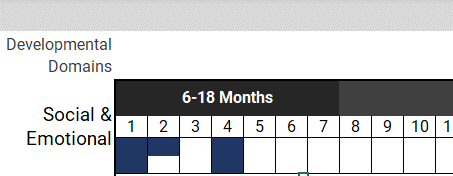 Developmental
Domains
6-18 Months
Social &
Emotional
1 2 3 4 5 6 7 8 9 10